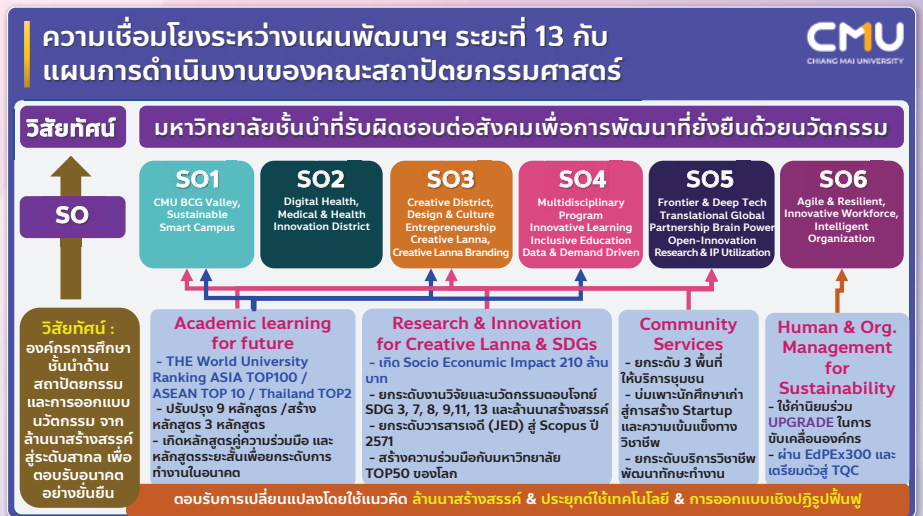 ความเชื่อมโยงระหว่างแผนพัฒนาฯ ระยะที่ 13 กับ
แผนการดำเนินงานของคณะสถาปัตยกรรมศาสตร์
CMU
CHIANG MAI UNIVERSITY
วิสัยทัศน์
มหาวิทยาลัยชั้นนำที่รับผิดชอบต่อสังคมเพื่อการพัฒนาที่ยั่งยืนด้วยนวัตกรรม
SO
SO1
CMU BCG Valley,
Sustainable
Smart Campus
SO2
Digital Health,
Medical & Health
Innovation District
SO3
Creative District,
Design & Culture
Entrepreneurship
Creative Lanna,
Creative Lanna Branding
SO4
Multidisciplinary
Program
Innovative Learning
Inclusive Education
Data & Demand Driven
SO5
Frontier & Deep Tech
Translational Global
Partnership Brain Power
Open-Innovation
Research & IP Utilization
SO6
Agile & Resilient,
Innovative Workforce,
Intelligent
Organization
วิสัยทัศน์ :
องค์กรการศึกษา
ชั้นนำด้าน
สถาปัตยกรรม
และการออกแบบ
นวัตกรรม จาก
ล้านนาสร้างสรรค์
สู่ระดับสากล เพื่อ
ตอบรับอนาคต
อย่างยั่งยืน
Academic learning
for future
- THE World University
Ranking ASIA TOP100 /
ASEAN TOP 10 / Thailand TOP2
- ปรับปรุง 9 หลักสูตร /สร้าง
หลักสูตร 3 หลักสูตร
- เกิดหลักสูตรคู่ความร่วมมือ และ
หลักสูตรระยะสั้นเพื่อยกระดับการ
ทำงานในอนาคต
Research & Innovation
for Creative Lanna & SDGs
- เกิด Socio Econumic Impact 210 ล้าน
บาท
- ยกระดับงานวิจัยและนวัตกรรมตอบโจทย์
SDG 3, 7, 8, 9,11, 13 และล้านนาสร้างสรรค์
- ยกระดับวารสารเจดี (JED) สู่ Scopus ปี
2571
- สร้างความร่วมมือกับมหาวิทยาลัย
TOP50 ของโลก
Community
Services
- ยกระดับ 3 พื้นที่
ให้บริการชุมชน
- บ่มเพาะนักศึกษาเก่า
สู่การสร้าง Startup
และความเข้มแข็งทาง
วิชาชีพ
- ยกระดับบริการวิชาชีพ
พัฒนาทักษะทำงาน
Human & Org.
Management
for
Sustainability
- ใช้ค่านิยมร่วม
UPGRADE ในการ
ขับเคลื่อนองค์กร
- ผ่าน EdPEx300 และ
เตรียมตัวสู่ TQC
ตอบรับการเปลี่ยนแปลงโดยใช้แนวคิด ล้านนาสร้างสรรค์ & ประยุกต์ใช้เทคโนโลยี & การออกแบบเชิงปฏิรูปฟื้นฟู